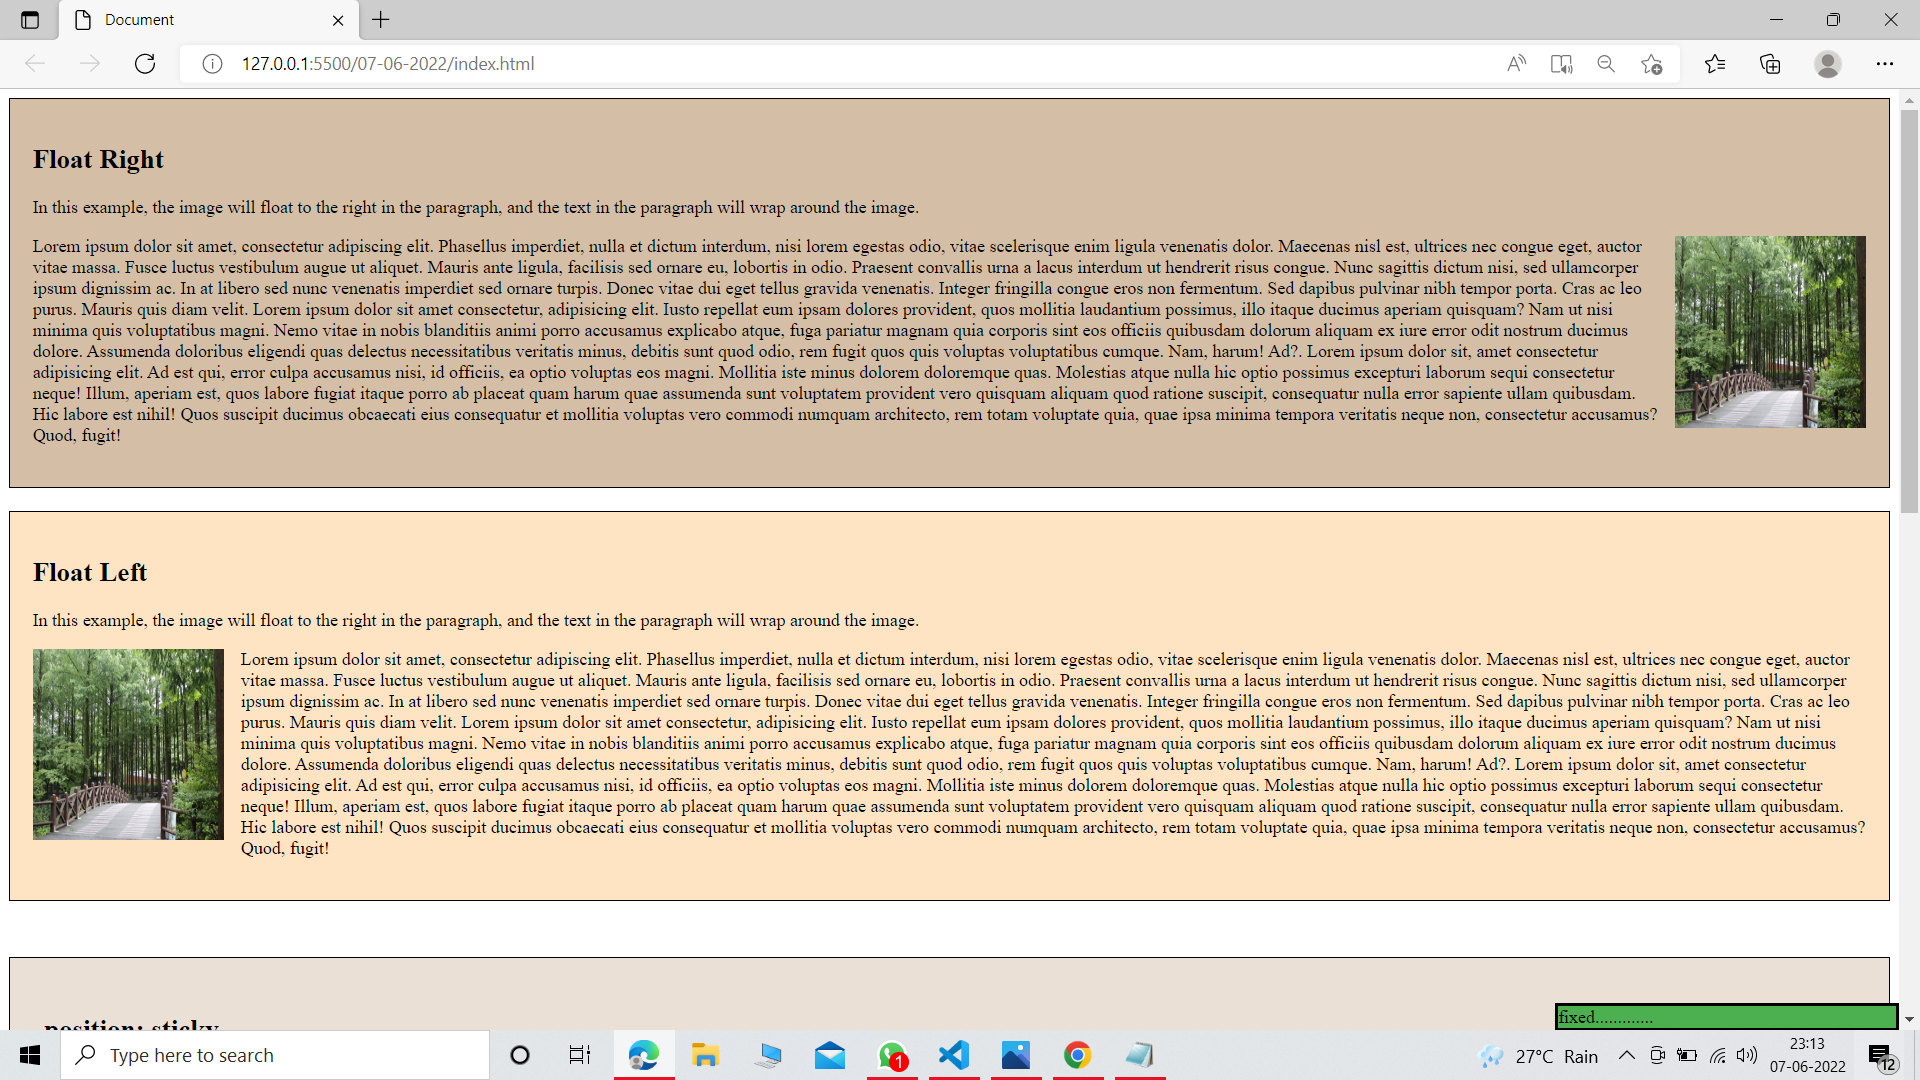 Document
127.0.0.1:5500/07-06-2022/index.html
Float Right
In this example, the image will float to the right in the paragraph, and the text in the paragraph will wrap around the image.
Lorem ipsum dolor sit amet, consectetur adipiscing elit. Phasellus imperdiet, nulla et dictum interdum, nisi lorem egestas odio, vitae scelerisque enim ligula venenatis dolor. Maecenas nisl est, ultrices nec congue eget, auctor
vitae massa. Fusce luctus vestibulum augue ut aliquet. Mauris ante ligula, facilisis sed ornare eu, lobortis in odio. Praesent convallis urna a lacus interdum ut hendrerit risus congue. Nunc sagittis dictum nisi, sed ullamcorper
ipsum dignissim ac. In at libero sed nunc venenatis imperdiet sed ornare turpis. Donec vitae dui eget tellus gravida venenatis. Integer fringilla congue eros non fermentum. Sed dapibus pulvinar nibh tempor porta. Cras ac leo
purus. Mauris quis diam velit. Lorem ipsum dolor sit amet consectetur, adipisicing elit. Iusto repellat eum ipsam dolores provident, quos mollitia laudantium possimus, illo itaque ducimus aperiam quisquam? Nam ut nisi
minima quis voluptatibus magni. Nemo vitae in nobis blanditiis animi porro accusamus explicabo atque, fuga pariatur magnam quia corporis sint eos officiis quibusdam dolorum aliquam ex iure error odit nostrum ducimus
dolore. Assumenda doloribus eligendi quas delectus necessitatibus veritatis minus, debitis sunt quod odio, rem fugit quos quis voluptas voluptatibus cumque. Nam, harum! Ad?. Lorem ipsum dolor sit, amet consectetur
adipisicing elit. Ad est qui, error culpa accusamus nisi, id officiis, ea optio voluptas eos magni. Mollitia iste minus dolorem doloremque quas. Molestias atque nulla hic optio possimus excepturi laborum sequi consectetur
neque! Illum, aperiam est, quos labore fugiat itaque porro ab placeat quam harum quae assumenda sunt voluptatem provident vero quisquam aliquam quod ratione suscipit, consequatur nulla error sapiente ullam quibusdam.
Hic labore est nihil! Quos suscipit ducimus obcaecati eius consequatur et mollitia voluptas vero commodi numquam architecto, rem totam voluptate quia, quae ipsa minima tempora veritatis neque non, consectetur accusamus?
Quod, fugit!
Float Left
In this example, the image will float to the right in the paragraph, and the text in the paragraph will wrap around the image.
Lorem ipsum dolor sit amet, consectetur adipiscing elit. Phasellus imperdiet, nulla et dictum interdum, nisi lorem egestas odio, vitae scelerisque enim ligula venenatis dolor. Maecenas nisl est, ultrices nec congue eget, auctor
vitae massa. Fusce luctus vestibulum augue ut aliquet. Mauris ante ligula, facilisis sed ornare eu, lobortis in odio. Praesent convallis urna a lacus interdum ut hendrerit risus congue. Nunc sagittis dictum nisi, sed ullamcorper
ipsum dignissim ac. In at libero sed nunc venenatis imperdiet sed ornare turpis. Donec vitae dui eget tellus gravida venenatis. Integer fringilla congue eros non fermentum. Sed dapibus pulvinar nibh tempor porta. Cras ac leo
purus. Mauris quis diam velit. Lorem ipsum dolor sit amet consectetur, adipisicing elit. Iusto repellat eum ipsam dolores provident, quos mollitia laudantium possimus, illo itaque ducimus aperiam quisquam? Nam ut nisi
minima quis voluptatibus magni. Nemo vitae in nobis blanditiis animi porro accusamus explicabo atque, fuga pariatur magnam quia corporis sint eos officiis quibusdam dolorum aliquam ex iure error odit nostrum ducimus
dolore. Assumenda doloribus eligendi quas delectus necessitatibus veritatis minus, debitis sunt quod odio, rem fugit quos quis voluptas voluptatibus cumque. Nam, harum! Ad?. Lorem ipsum dolor sit, amet consectetur
adipisicing elit. Ad est qui, error culpa accusamus nisi, id officiis, ea optio voluptas eos magni. Mollitia iste minus dolorem doloremque quas. Molestias atque nulla hic optio possimus excepturi laborum sequi consectetur
neque! Illum, aperiam est, quos labore fugiat itaque porro ab placeat quam harum quae assumenda sunt voluptatem provident vero quisquam aliquam quod ratione suscipit, consequatur nulla error sapiente ullam quibusdam.
Hic labore est nihil! Quos suscipit ducimus obcaecati eius consequatur et mollitia voluptas vero commodi numquam architecto, rem totam voluptate quia, quae ipsa minima tempora veritatis neque non, consectetur accusamus?
Quod, fugit!
position: sticky
fixed.............
Type here to search
1
27°C Rain
23:13
07-06-2022
12